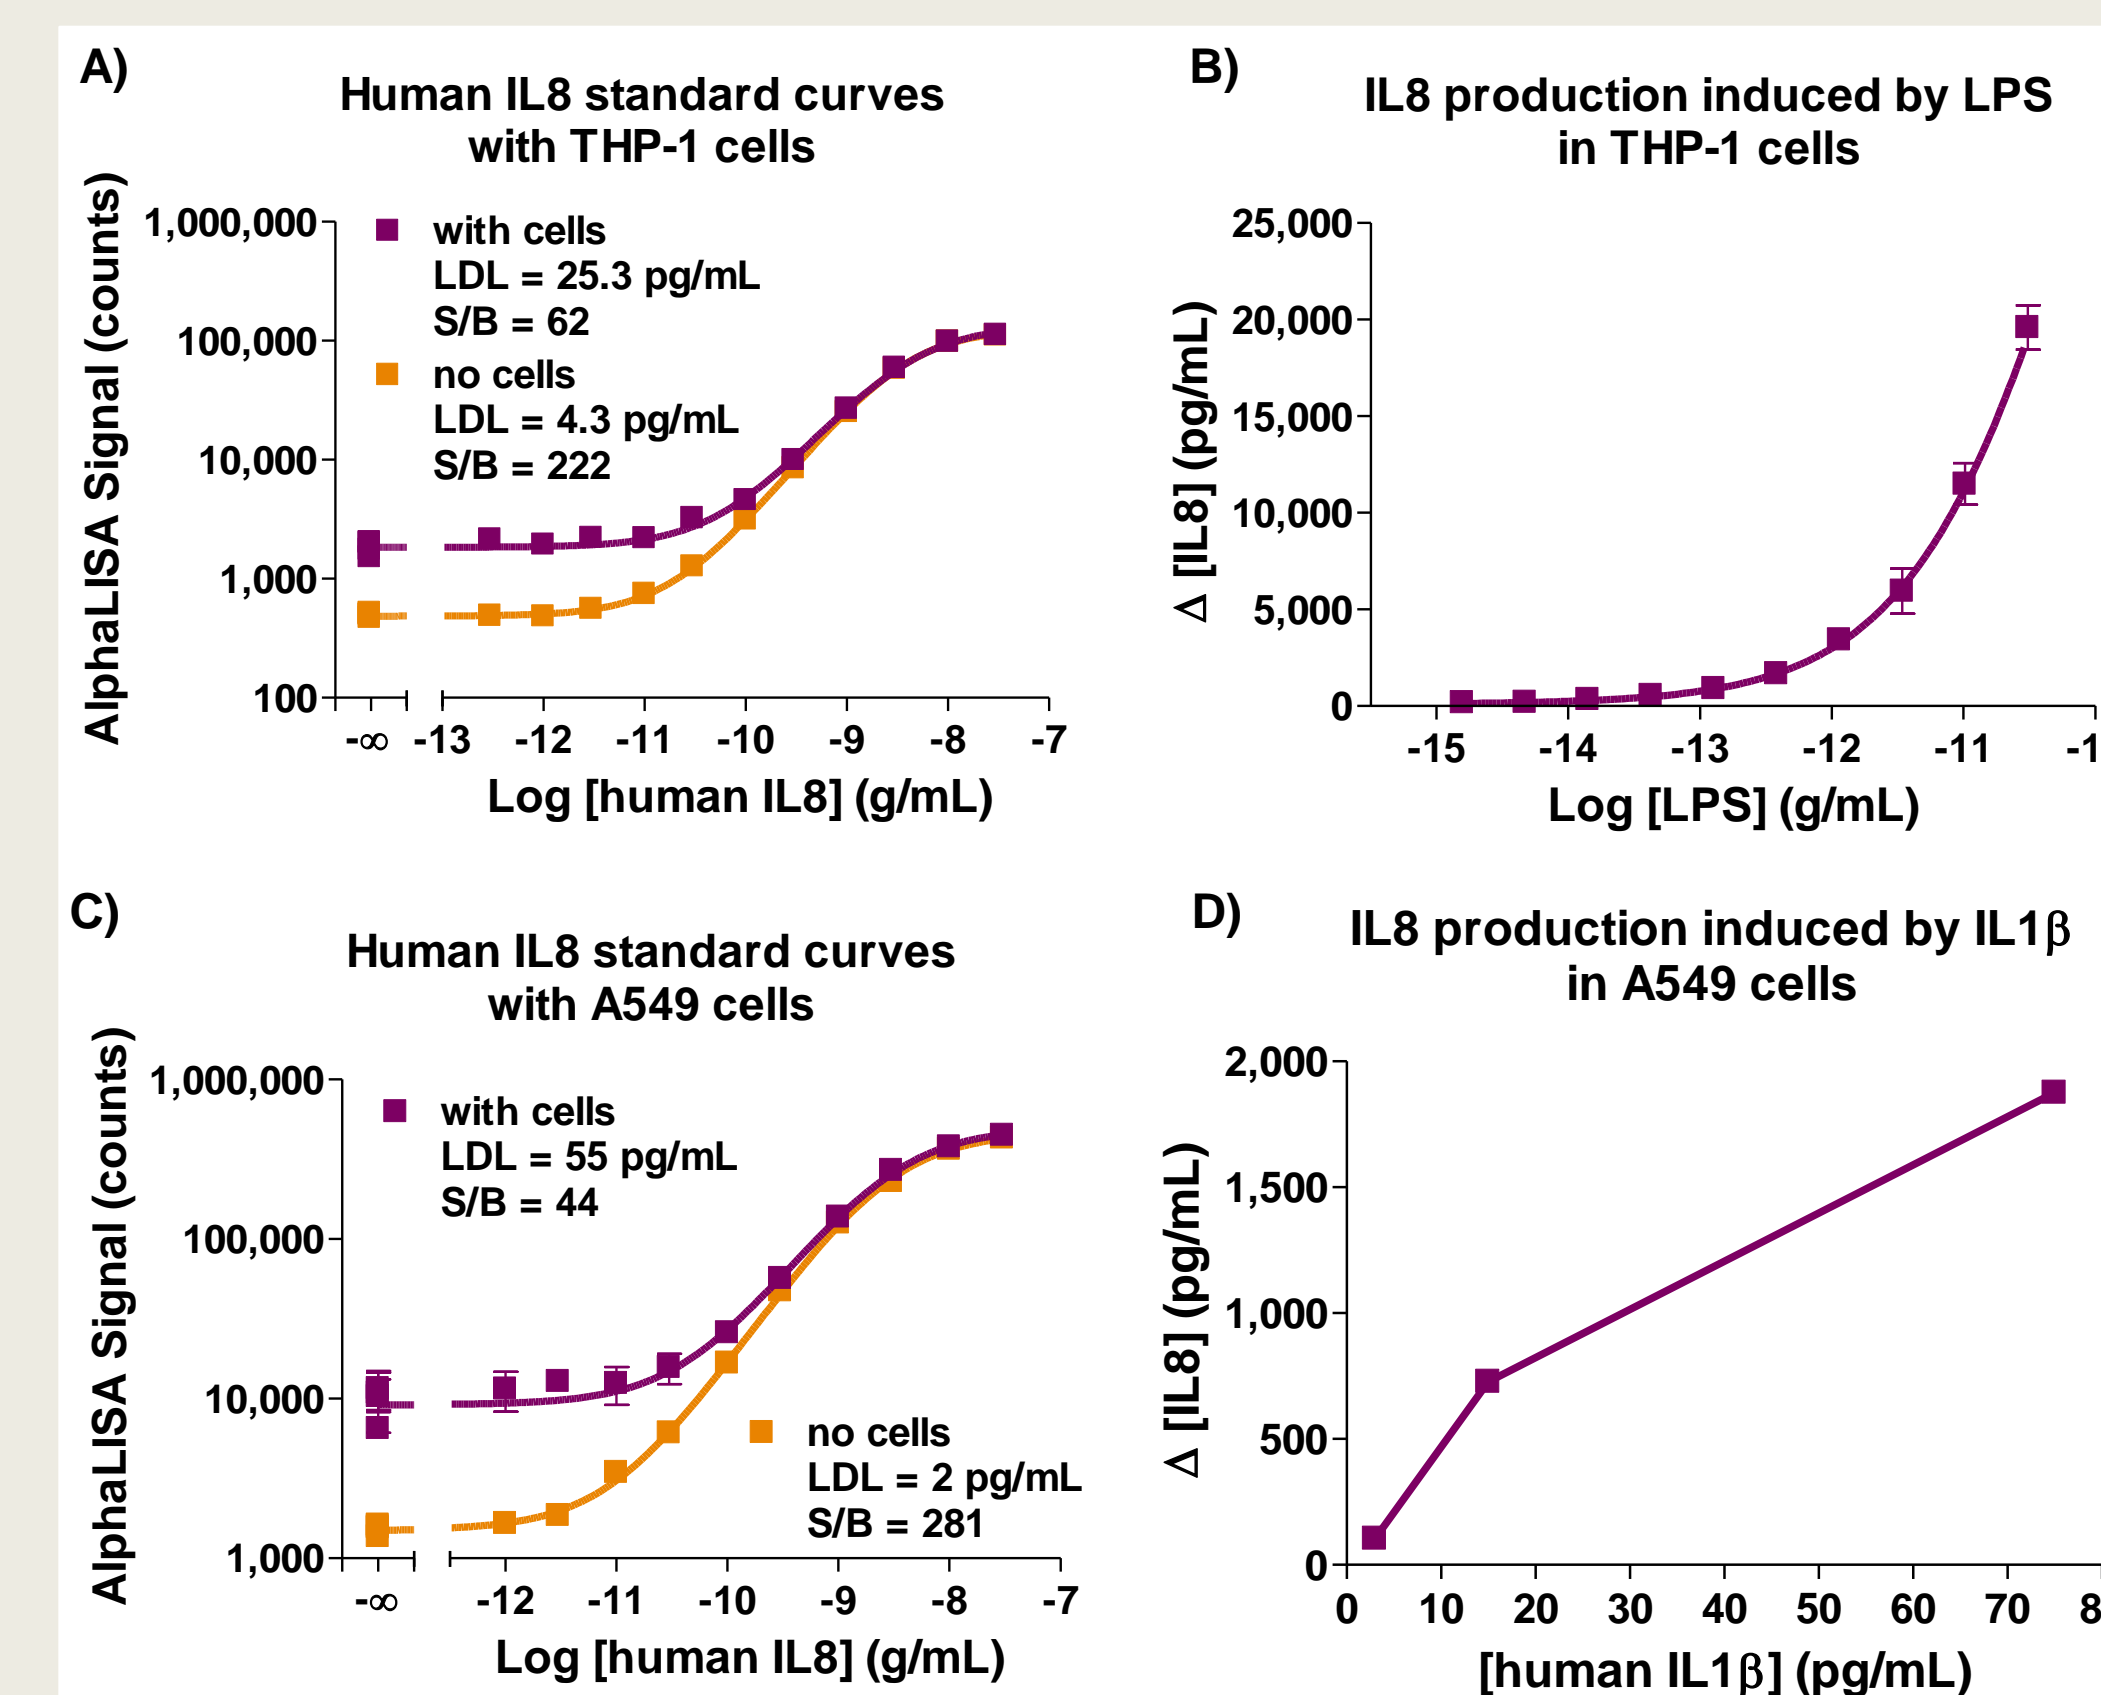 A)
Human IL8 standard curves
with THP-1 cells
AlphaLISA Signal (counts)
1,000,000
100,000
10,000
1,000
100
with cells
LDL = 25.3 pg/mL
S/B = 62
no cells
LDL = 4.3 pg/mL
S/B = 222
-∞ -13 -12 -11 -10 -9 -8 -7
Log [human IL8] (g/mL)
B)
IL8 production induced by LPS
in THP-1 cells
Δ [IL8] (pg/mL)
25,000
20,000
15,000
10,000
5,000
0
-15 -14 -13 -12 -11 -1
Log [LPS] (g/mL)
C)
Human IL8 standard curves
with A549 cells
AlphaLISA Signal (counts)
1,000,000
100,000
10,000
1,000
with cells
LDL = 55 pg/mL
S/B = 44
no cells
LDL = 2 pg/mL
S/B = 281
-∞ -12 -11 -10 -9 -8 -7
Log [human IL8] (g/mL)
D)
IL8 production induced by IL1β
in A549 cells
Δ [IL8] (pg/mL)
2,000
1,500
1,000
500
0
0 10 20 30 40 50 60 70 8
[human IL1β] (pg/mL)